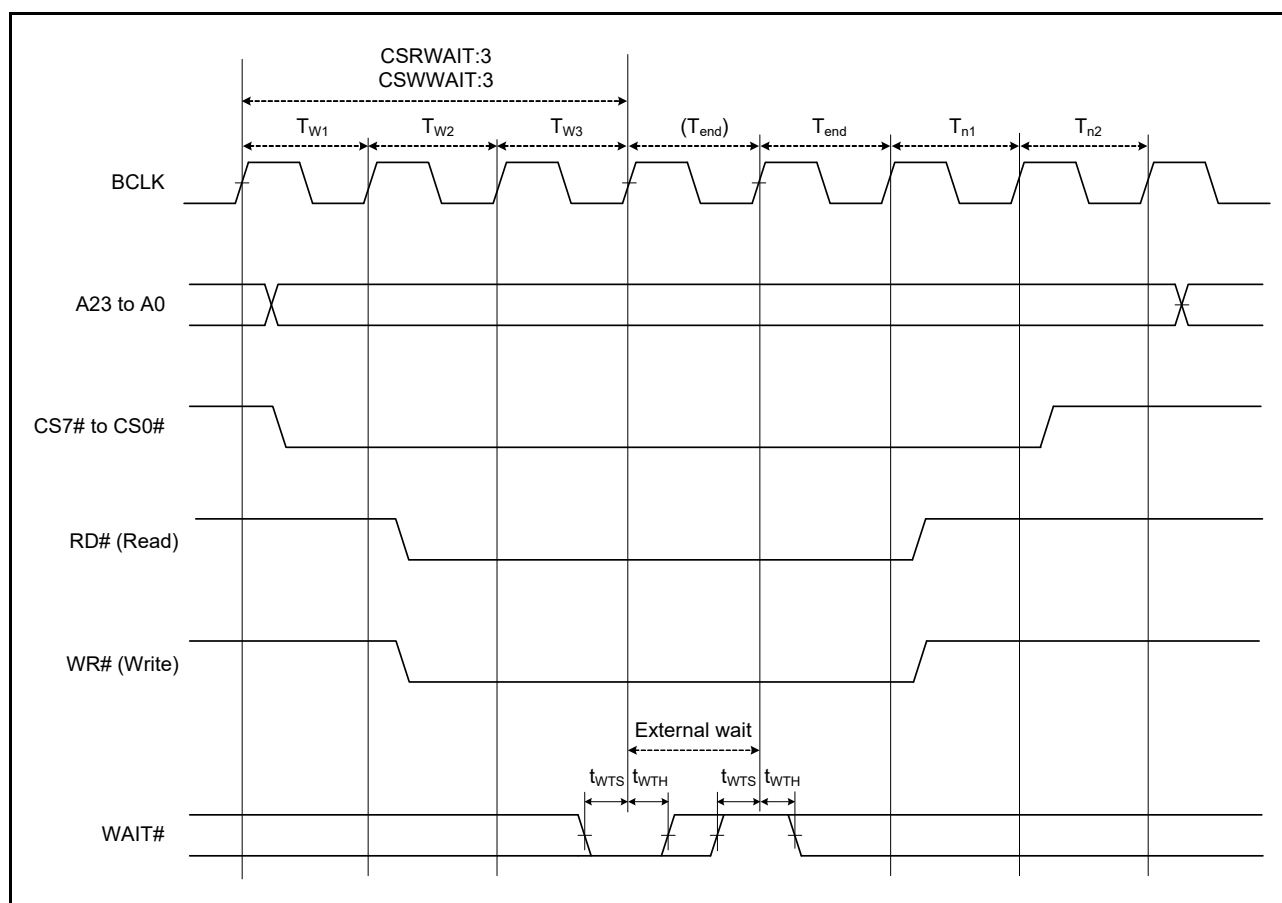 CSRWAIT:3
CSWWAIT:3
TW1 TW2 TW3 (Tend) Tend Tn1 Tn2
BCLK
A23 to A0
CS7# to CS0#
RD# (Read)
WR# (Write)
External wait
tWTS tWTH tWTS tWTH
WAIT#